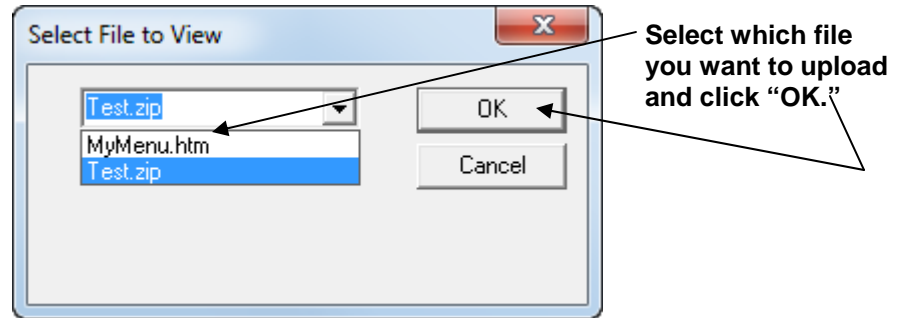 Select File to View
Test.zip
MyMenu.htm
Test.zip
OK
Cancel
Select which file
you want to upload
and click “OK.”